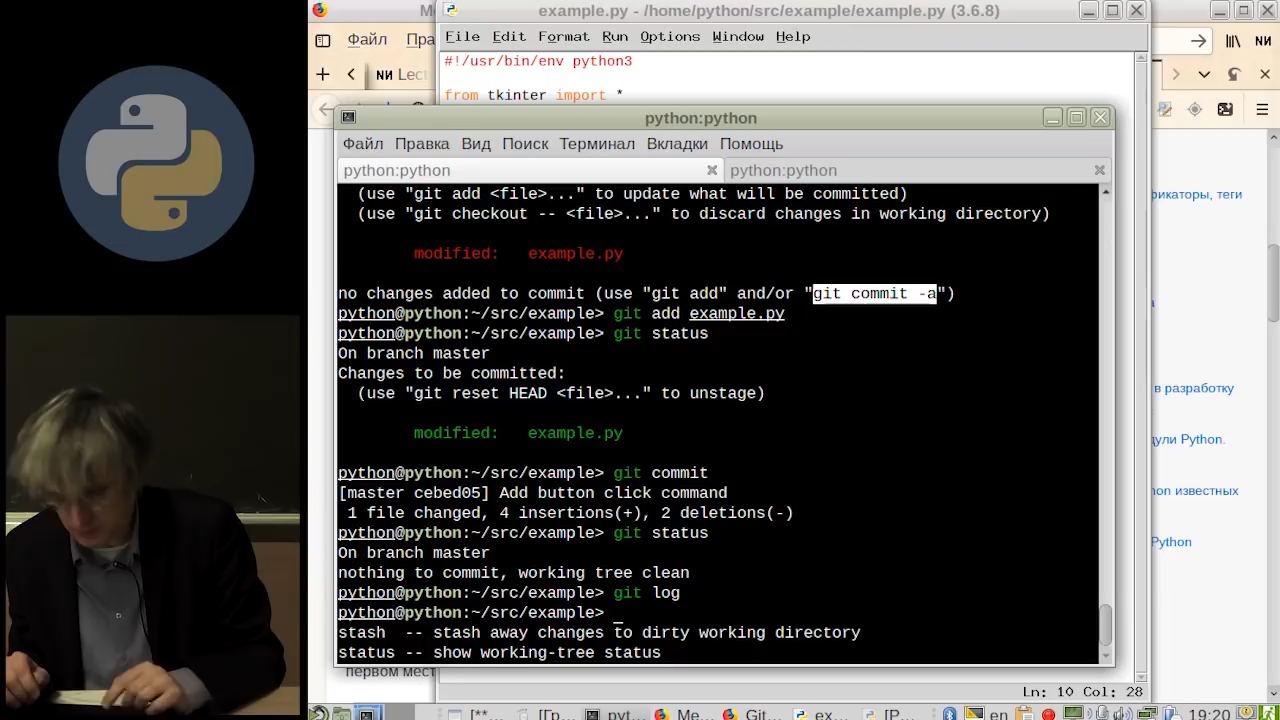 example.py - /home/python/src/example/example.py (3.6.8)
Файл
File Edit Format Run Options Window Help
#!/usr/bin/env python3
Lec
from tkinter import *
python:python
Файл Правка Вид Поиск Терминал Вкладки Помощь
python:python
python:python
(use "git add <file>..." to update what will be committed)
(use "git checkout -- <file>..." to discard changes in working directory)
modified: example.py
no changes added to commit (use "git add" and/or "git commit -a")
python@python:~/src/example> git add example.py
python@python:~/src/example> git status
On branch master
Changes to be committed:
(use "git reset HEAD <file>..." to unstage)
modified: example.py
python@python:~/src/example> git commit
[master cebed05] Add button click command
1 file changed, 4 insertions(+), 2 deletions(-)
python@python:~/src/example> git status
On branch master
nothing to commit, working tree clean
python@python:~/src/example> git log
python@python:~/src/example> _
stash -- stash away changes to dirty working directory
status -- show working-tree status
фикаторы, теги
в разработку
дули Python.
hon известных
Python
первом мест
Ln: 10 Col: 28
[** [Гр pyt Me Git ex [P en 19:20